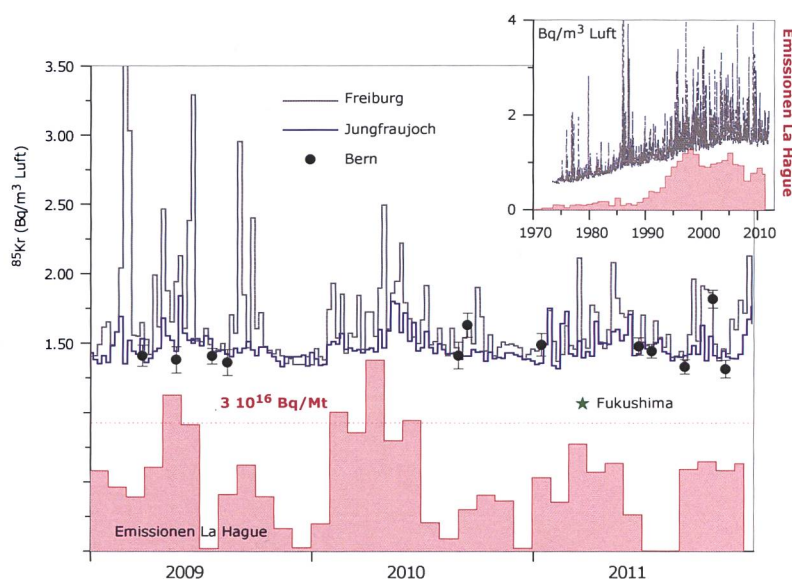 Bq/m³ Luft
4
2
0
1970
1980
1990
2000
2010
Emissionen La Hague
⁸⁵Kr (Bq/m³ Luft)
3.50
3.00
2.50
2.00
1.50
Freiburg
Jungfraujoch
Bern
3 10¹⁶ Bq/Mt
★ Fukushima
Emissionen La Hague
2009
2010
2011